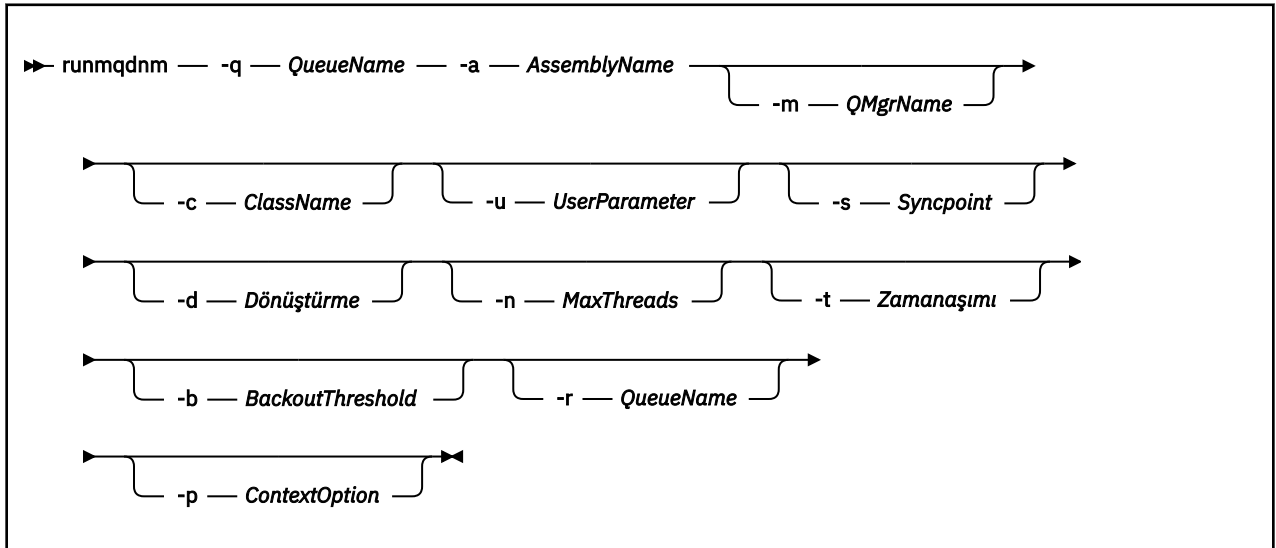 runmqdnm -q QueueName -a AssemblyName
-m QMgrName
-c ClassName -u UserParameter -s Syncpoint
-d Dönüştürme -n MaxThreads -t Zamanaşımı
-b BackoutThreshold -r QueueName
-p ContextOption